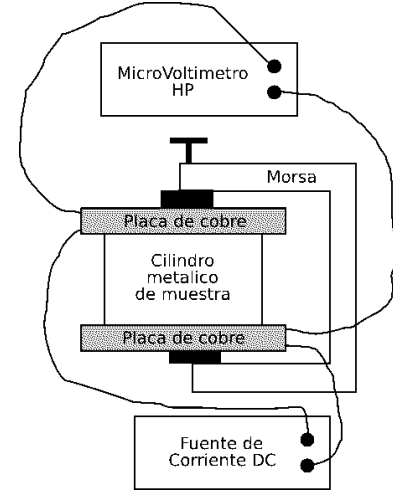 MicroVoltimetro
HP
Morsa
Placa de cobre
Cilindro
metalico
de muestra
Placa de cobre
Fuente de
Corriente DC